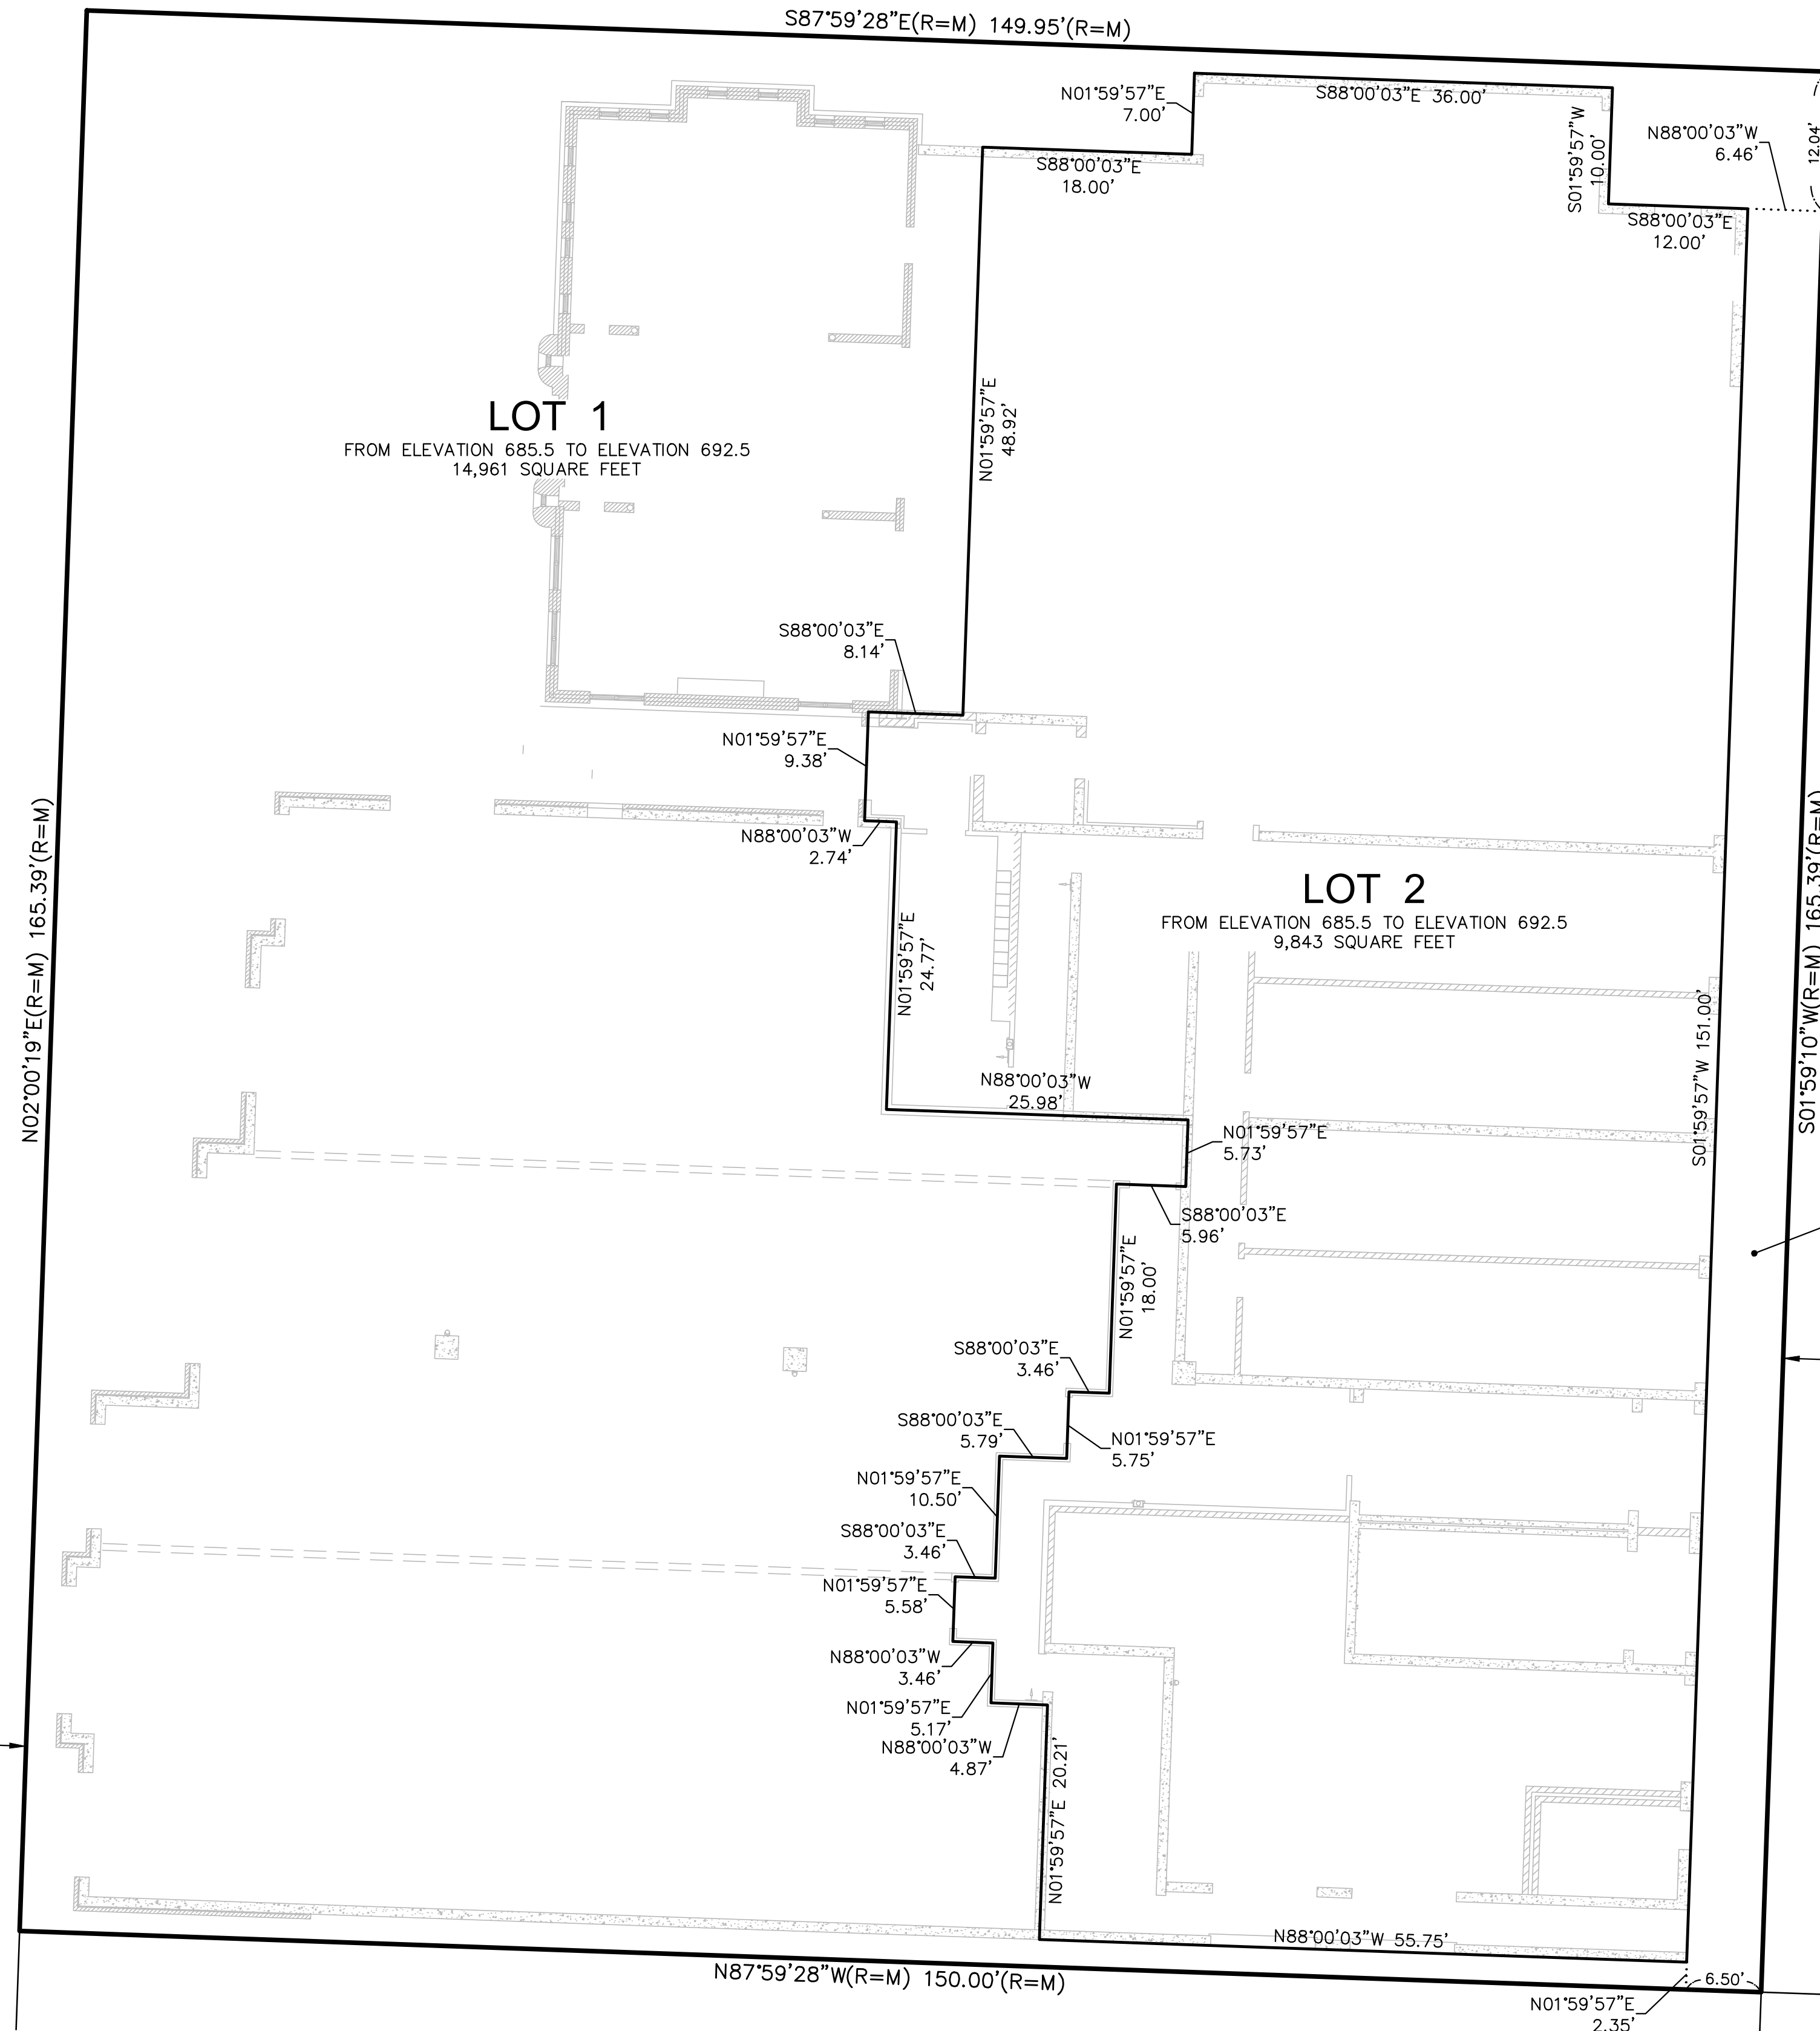 S87°59'28"E(R=M) 149.95'(R=M)
N01°59'57"E
7.00'
S88°00'03"E 36.00'
S01°59'57"W
10.00'
N88°00'03"W
6.46'
12.04'
S88°00'03"E
18.00'
S88°00'03"E
12.00'
N01°59'57"E
48.92'
LOT 1
FROM ELEVATION 685.5 TO ELEVATION 692.5
14,961 SQUARE FEET
S88°00'03"E
8.14'
N01°59'57"E
9.38'
N88°00'03"W
2.74'
N02°00'19"E(R=M) 165.39'(R=M)
S01°59'10"W(R=M) 165.39'(R=M)
LOT 2
FROM ELEVATION 685.5 TO ELEVATION 692.5
9,843 SQUARE FEET
N01°59'57"E
24.77'
S01°59'57"W 151.00'
N88°00'03"W
25.98'
N01°59'57"E
5.73'
S88°00'03"E
5.96'
N01°59'57"E
18.00'
S88°00'03"E
3.46'
S88°00'03"E
5.79'
N01°59'57"E
5.75'
N01°59'57"E
10.50'
S88°00'03"E
3.46'
N01°59'57"E
5.58'
N88°00'03"W
3.46'
N01°59'57"E
5.17'
N88°00'03"W
4.87'
N01°59'57"E 20.21'
N88°00'03"W 55.75'
N87°59'28"W(R=M) 150.00'(R=M)
6.50'
N01°59'57"E
2.35'